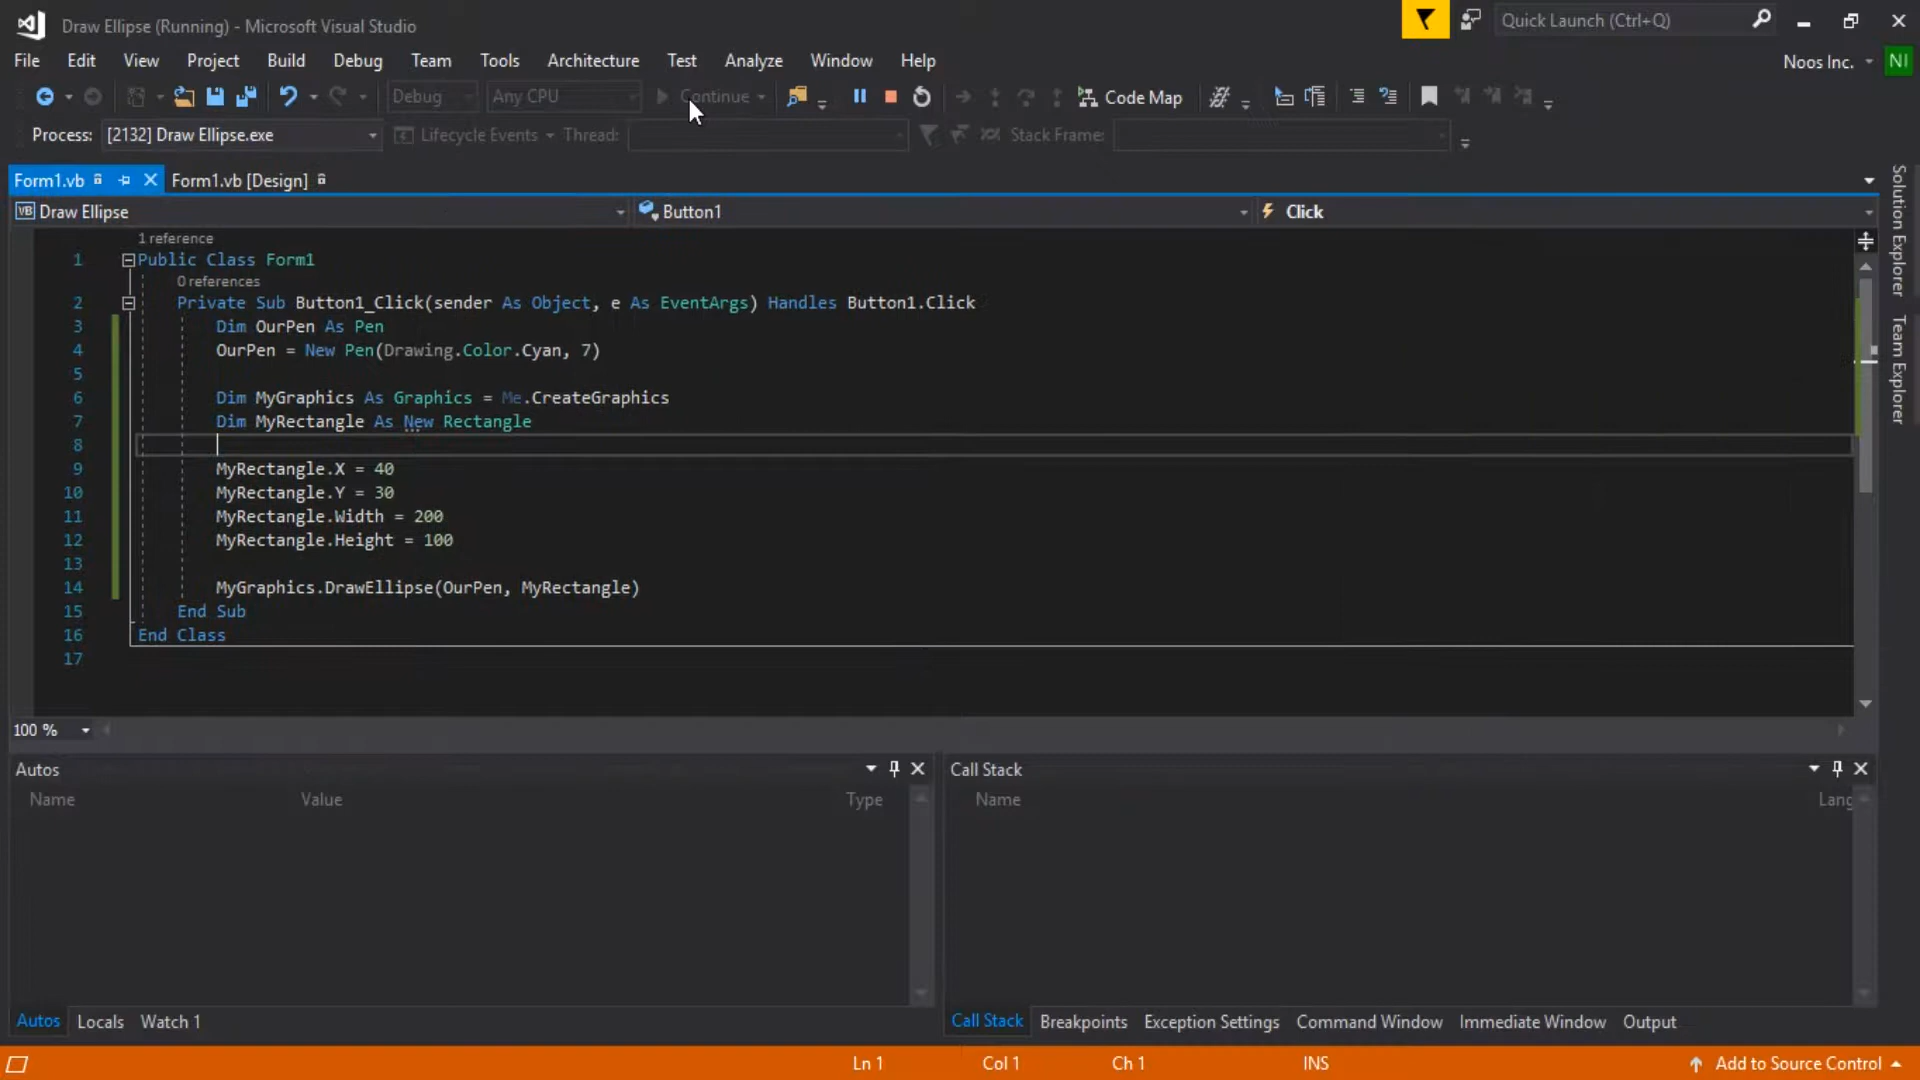 Draw Ellipse (Running) - Microsoft Visual Studio
Quick Launch (Ctrl+Q)
File Edit View Project Build Debug Team Tools Architecture Test Analyze Window Help
Noos Inc. NI
Debug Any CPU Continue Code Map
Process: [2132] Draw Ellipse.exe Lifecycle Events Thread: Stack Frame:
Form1.vb Form1.vb [Design]
VB Draw Ellipse Button1 Click
1 reference
1 Public Class Form1
0 references
2 Private Sub Button1_Click(sender As Object, e As EventArgs) Handles Button1.Click
3 Dim OurPen As Pen
4 OurPen = New Pen(Drawing.Color.Cyan, 7)
5
6 Dim MyGraphics As Graphics = Me.CreateGraphics
7 Dim MyRectangle As New Rectangle
8
9 MyRectangle.X = 40
10 MyRectangle.Y = 30
11 MyRectangle.Width = 200
12 MyRectangle.Height = 100
13
14 MyGraphics.DrawEllipse(OurPen, MyRectangle)
15 End Sub
16 End Class
17
100 %
Solution Explorer
Team Explorer
Autos
Name Value Type
Autos Locals Watch 1
Call Stack
Name Lang
Call Stack Breakpoints Exception Settings Command Window Immediate Window Output
Ln 1 Col 1 Ch 1 INS Add to Source Control